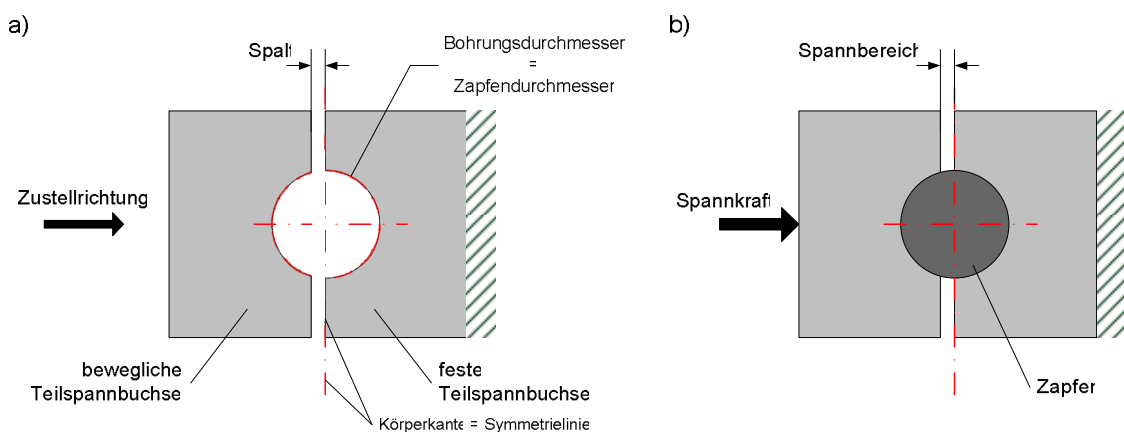 a)
Spalt
Bohrungsdurchmesser
=
Zapfendurchmesser
Zustellrichtung
bewegliche
Teilspannbuchse
feste
Teilspannbuchse
Körperkante = Symmetrielinie
b)
Spannbereich
Spannkraft
Zapfen